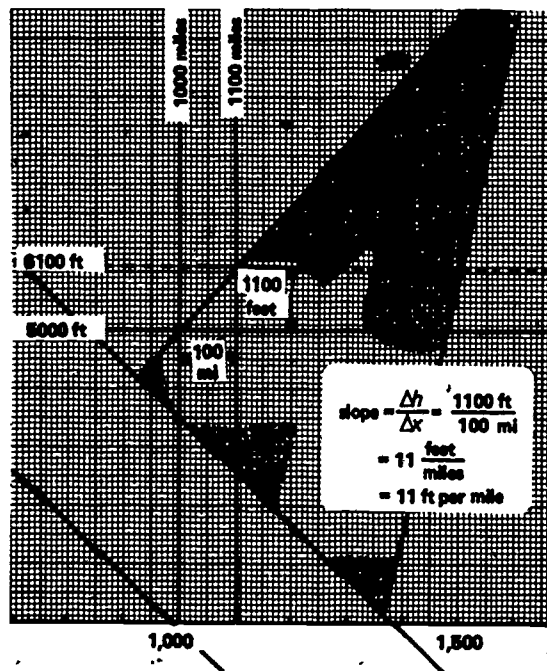 1000 miles
1100 miles
6100 ft
5000 ft
1100
feet
100
mi
slope = Δh/Δx = 1100 ft/100 mi
= 11 feet/miles
= 11 ft per mile
1,000
1,500